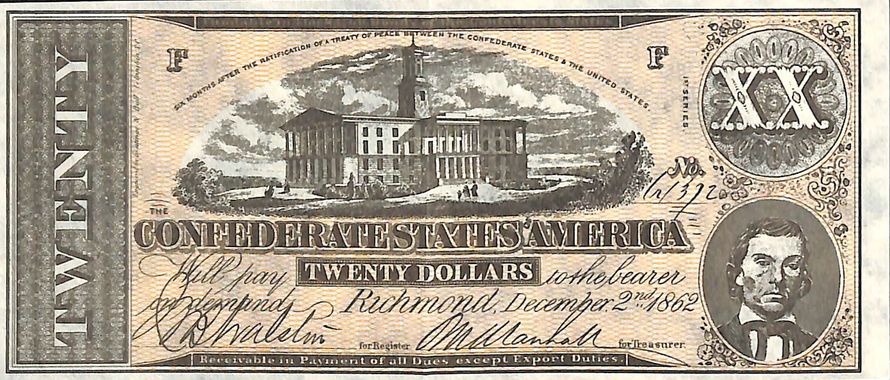 SIX MONTHS AFTER THE RATIFICATION OF A TREATY OF PEACE BETWEEN THE CONFEDERATE STATES & THE UNITED STATES
F
F
XX
1st SERIES
TWENTY
No.
THE
CONFEDERATE STATES AMERICA
Will pay TWENTY DOLLARS to the bearer
on demand Richmond, December 2nd 1862
for Register
for Treasurer
Receivable in Payment of all Dues except Export Duties.